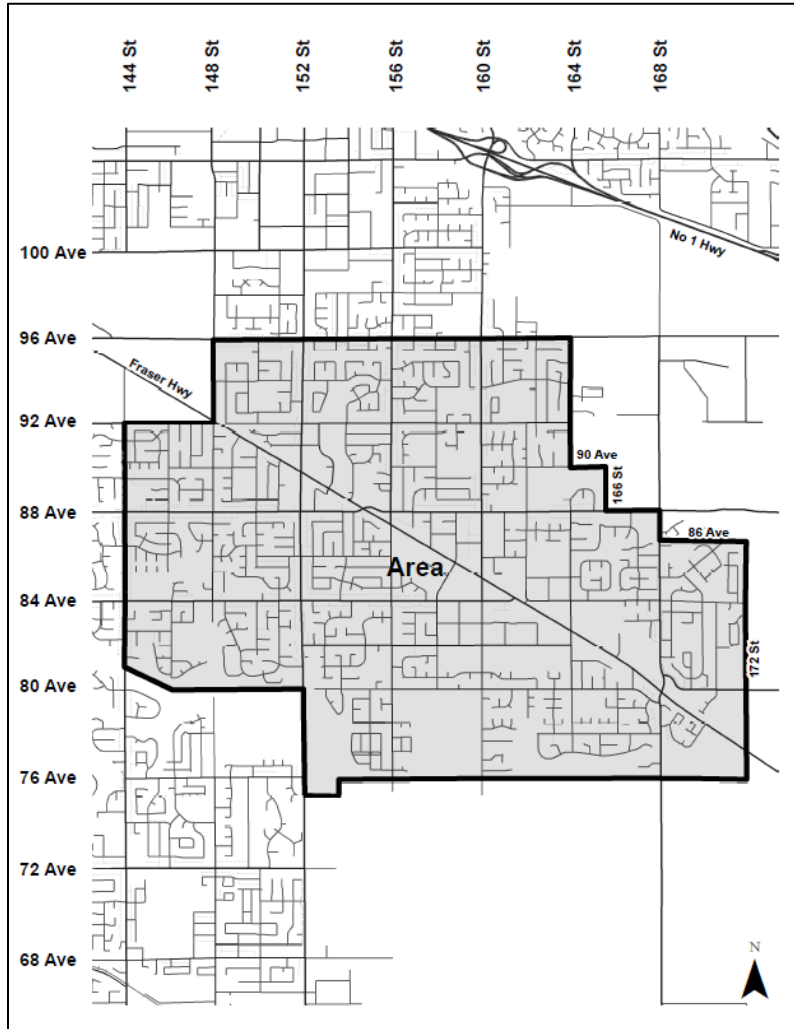 144 St
148 St
152 St
156 St
160 St
164 St
168 St
100 Ave
No 1 Hwy
96 Ave
Fraser Hwy
92 Ave
90 Ave
166 St
88 Ave
86 Ave
Area
84 Ave
172 St
80 Ave
76 Ave
72 Ave
68 Ave
N